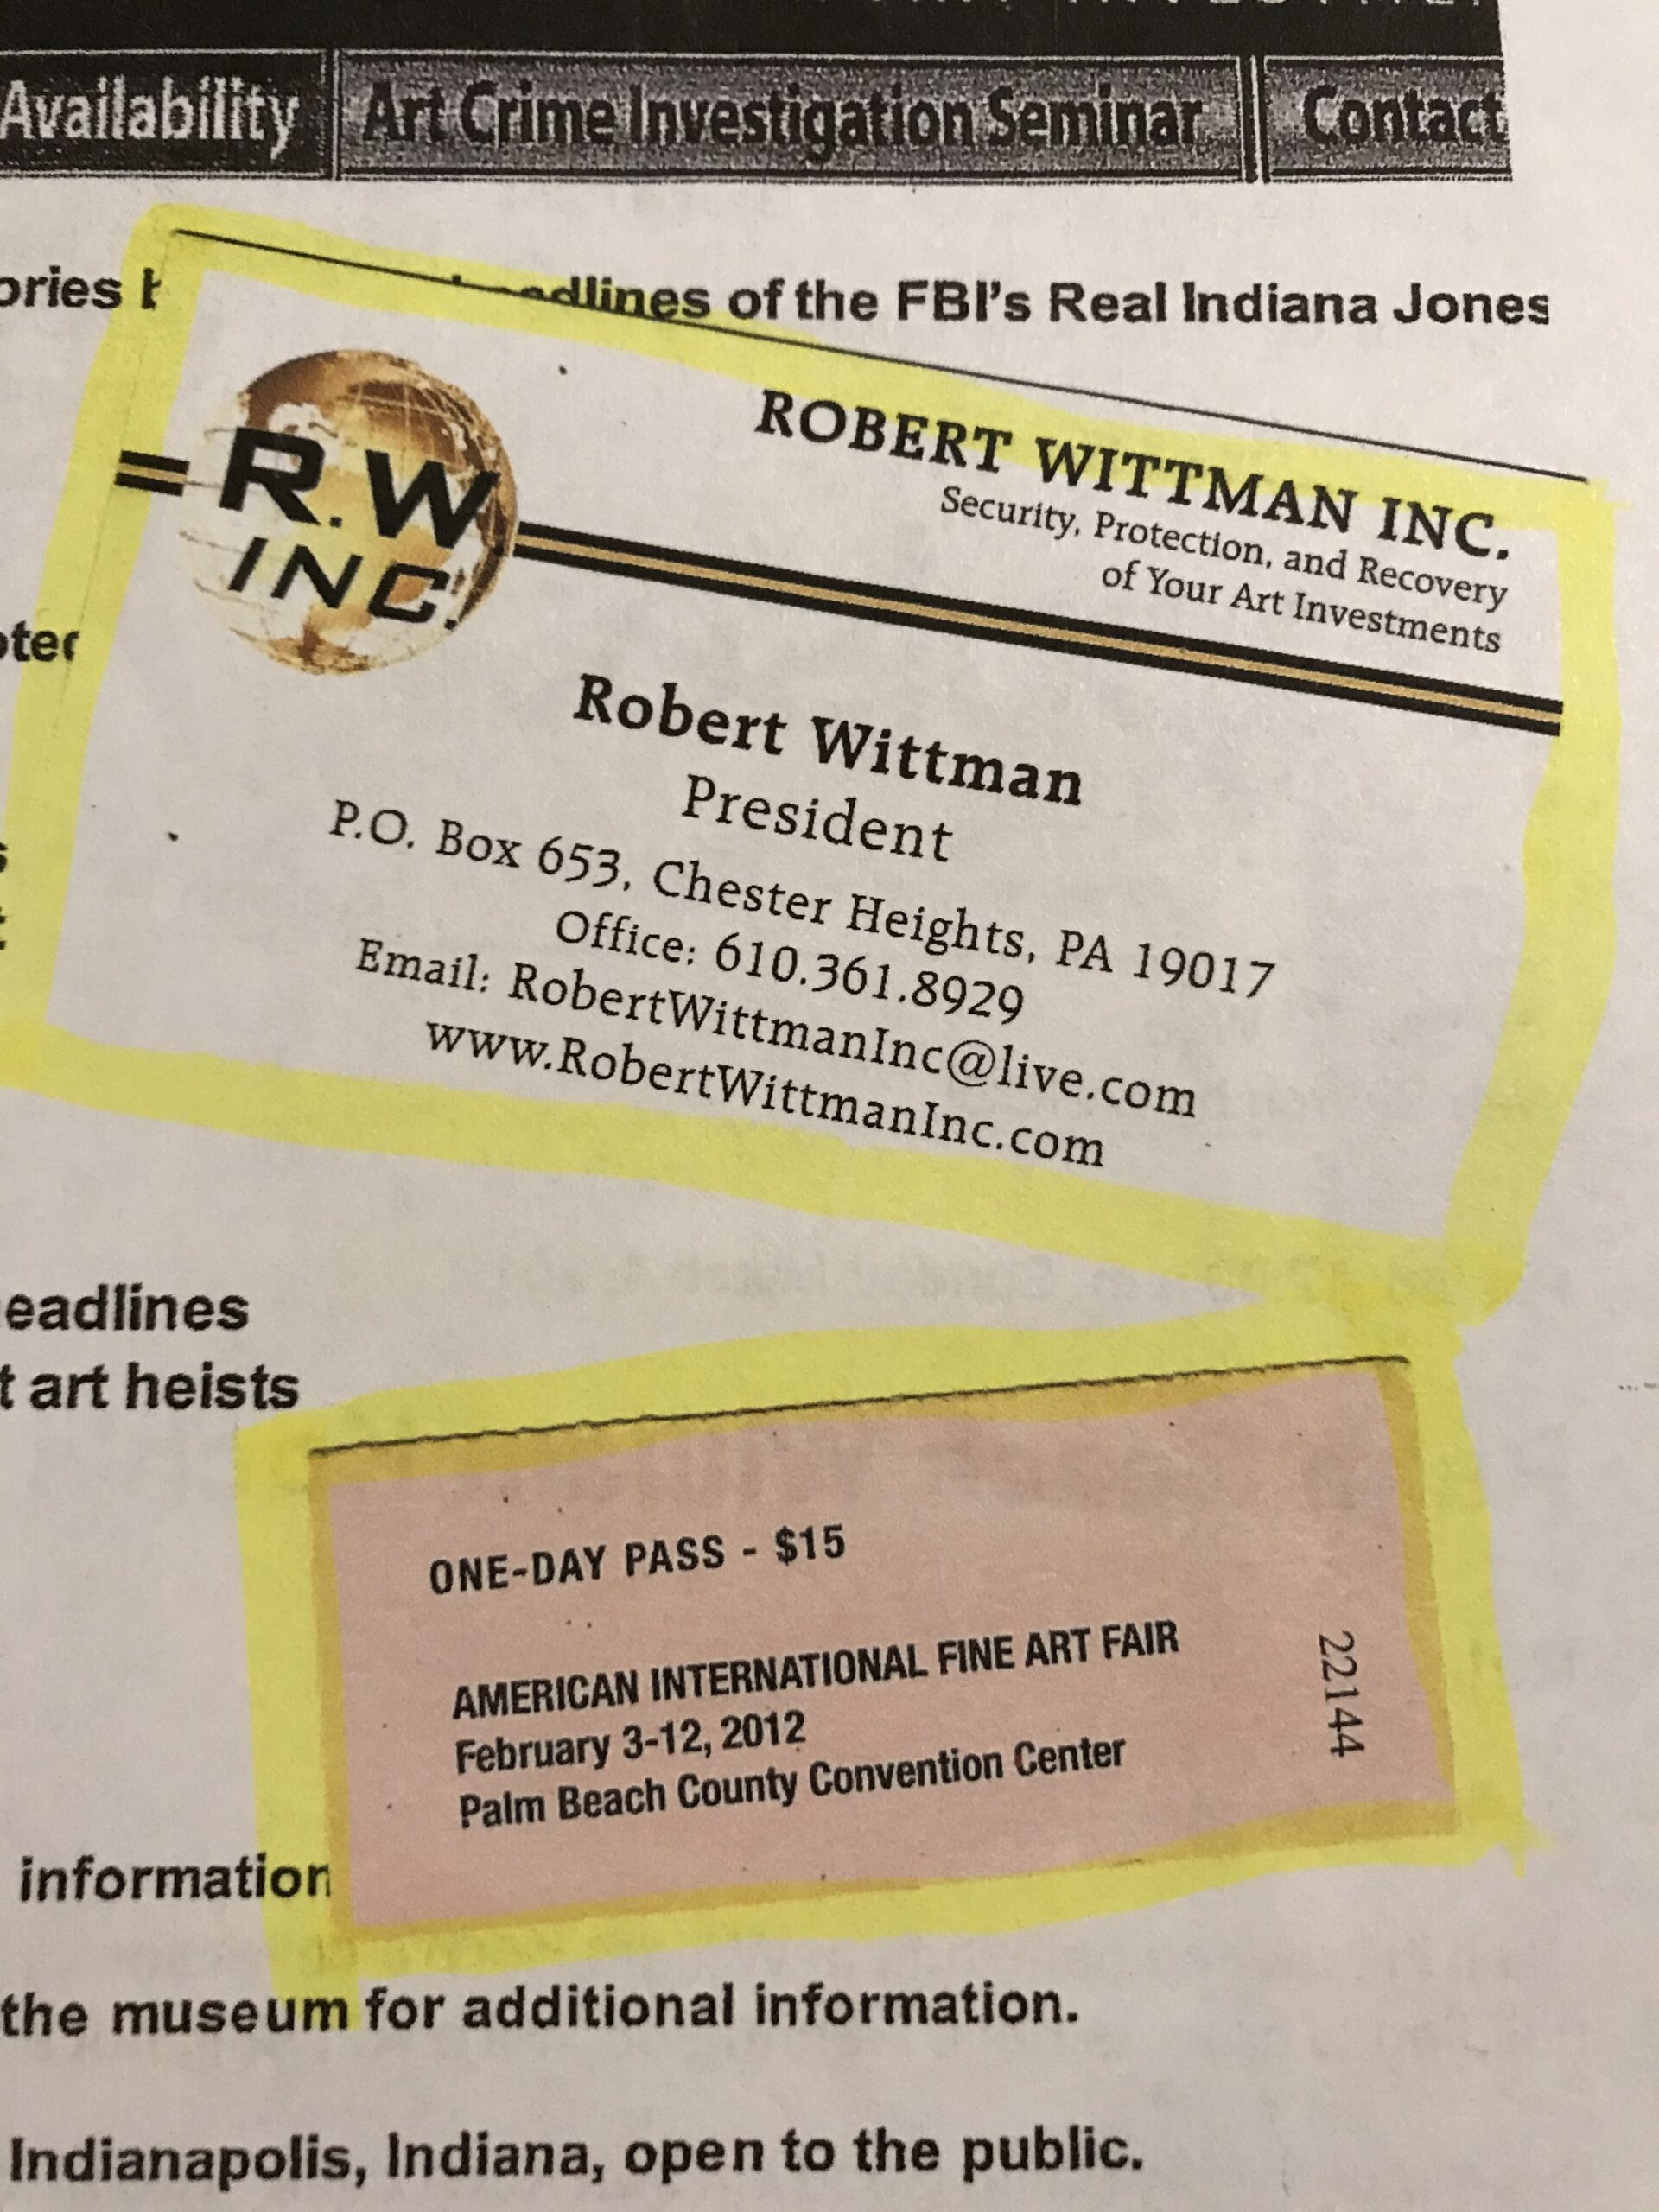 Availability Art Crime Investigation Seminar Contact
of the FBI's Real Indiana Jones
R.W.
INC.
ROBERT WITTMAN INC.
Security, Protection, and Recovery
of Your Art Investments
Robert Wittman
President
P.O. Box 653, Chester Heights, PA 19017
Office: 610.361.8929
Email: RobertWittmanInc@live.com
www.RobertWittmanInc.com
eadlines
t art heists
ONE-DAY PASS - $15
AMERICAN INTERNATIONAL FINE ART FAIR
February 3-12, 2012
Palm Beach County Convention Center
22144
information
the museum for additional information.
Indianapolis, Indiana, open to the public.